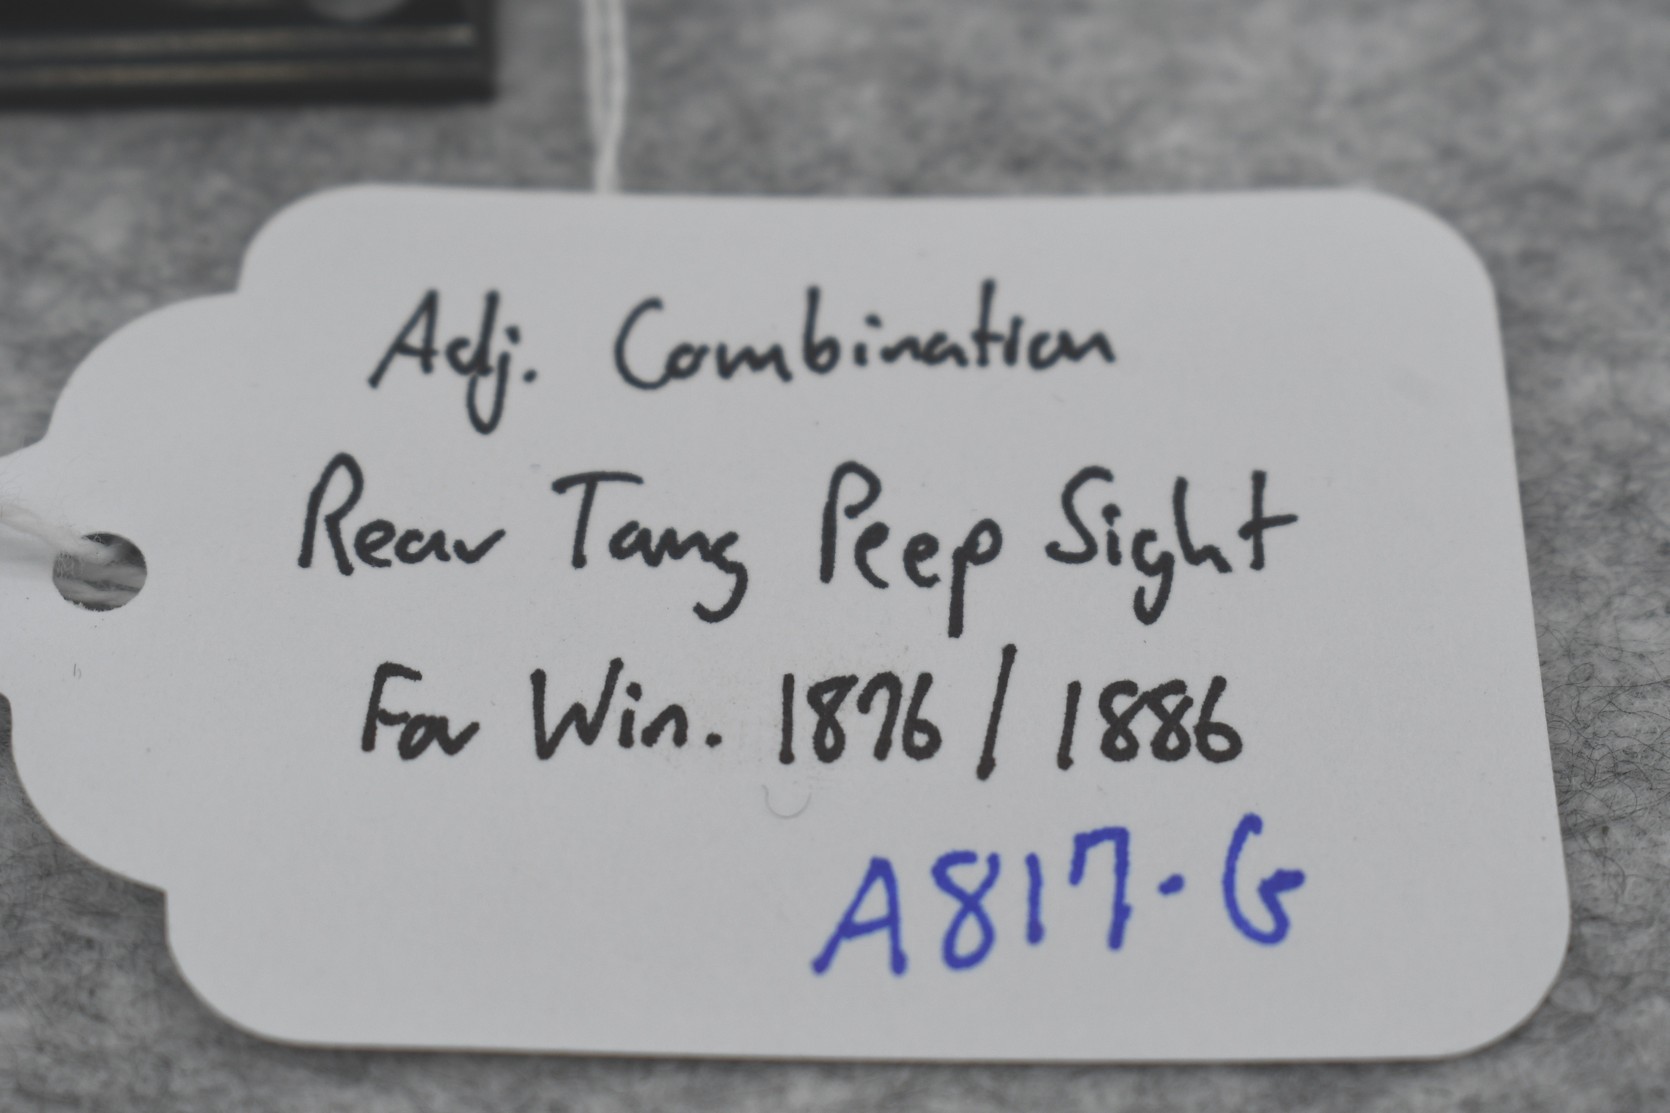 Adj. Combination
Rear Tang Peep Sight
For Win. 1876 / 1886
A817-G